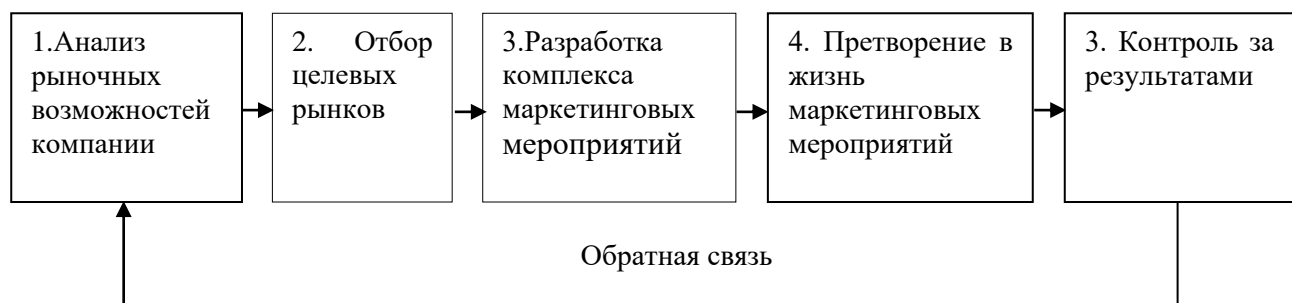 1.Анализ
рыночных
возможностей
компании
2. Отбор
целевых
рынков
3.Разработка
комплекса
маркетинговых
мероприятий
4. Претворение в
жизнь
маркетинговых
мероприятий
3. Контроль за
результатами
Обратная связь